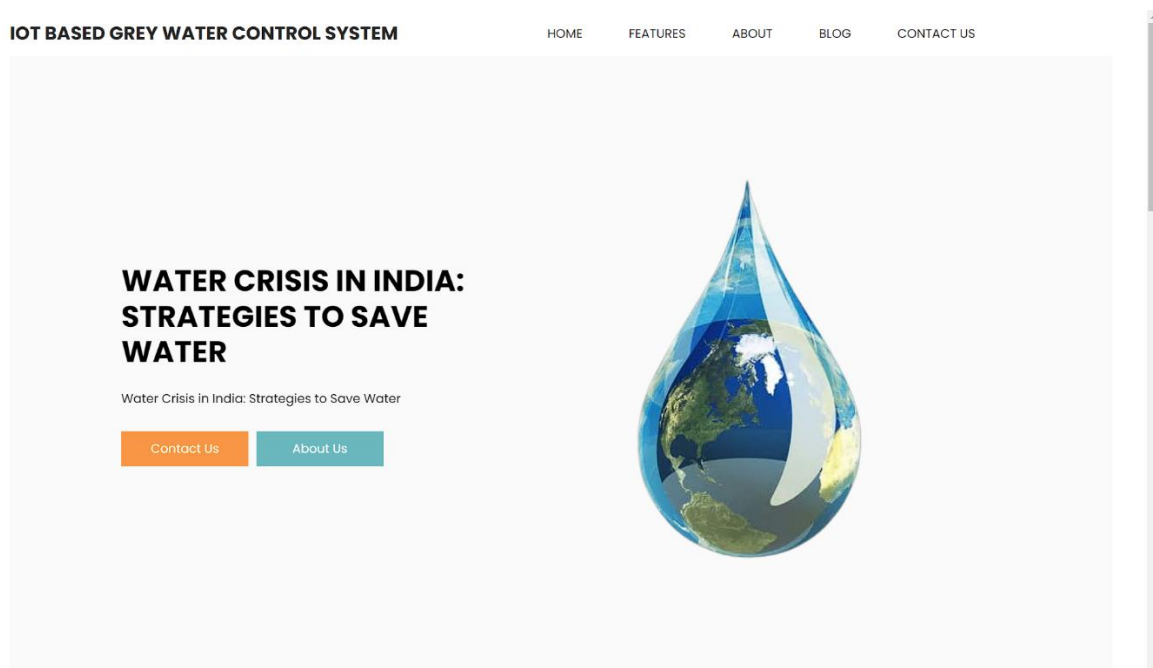 IOT BASED GREY WATER CONTROL SYSTEM
HOME FEATURES ABOUT BLOG CONTACT US
WATER CRISIS IN INDIA:
STRATEGIES TO SAVE
WATER
Water Crisis in India: Strategies to Save Water
Contact Us About Us